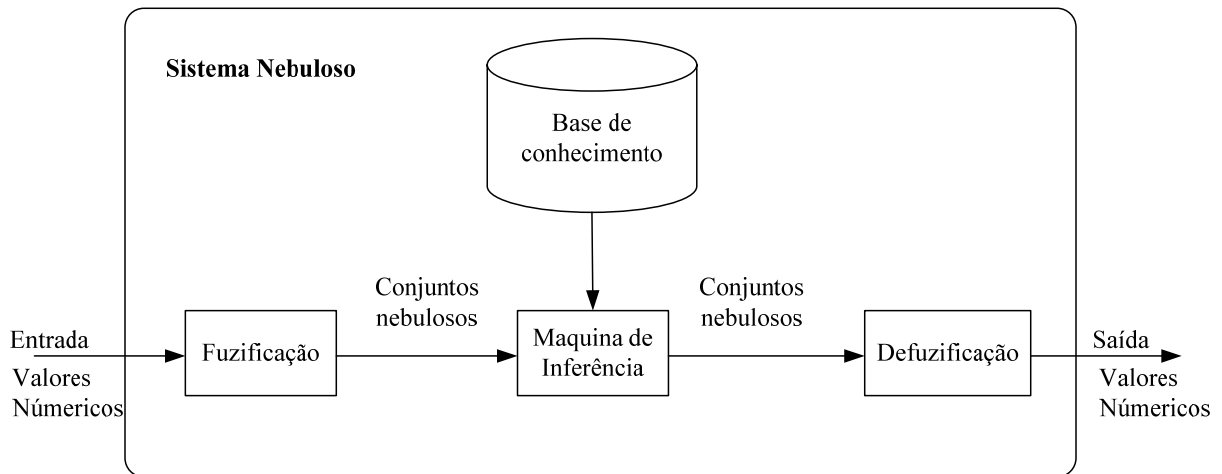 Sistema Nebuloso
Base de
conhecimento
Conjuntos
nebulosos
Conjuntos
nebulosos
Entrada
Valores
Númericos
Fuzificação
Maquina de
Inferência
Defuzificação
Saída
Valores
Númericos